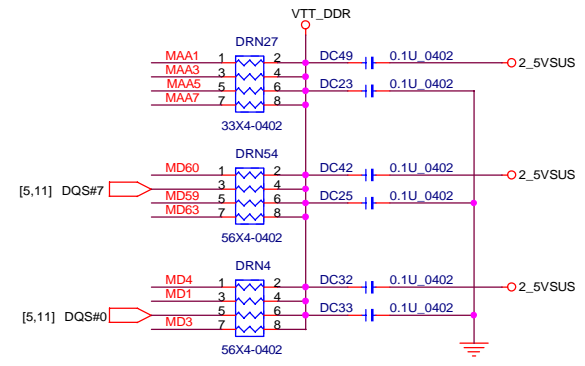 VTT_DDR
DRN27
MAA1 1 2 DC49 0.1U_0402 2_5VSUS
MAA3 3 4
MAA5 5 6 DC23 0.1U_0402
MAA7 7 8
33X4-0402
DRN54
MD60 1 2 DC42 0.1U_0402 2_5VSUS
[5,11] DQS#7 3 4
MD59 5 6 DC25 0.1U_0402
MD63 7 8
56X4-0402
DRN4
MD4 1 2 DC32 0.1U_0402 2_5VSUS
MD1 3 4
[5,11] DQS#0 5 6 DC33 0.1U_0402
MD3 7 8
56X4-0402